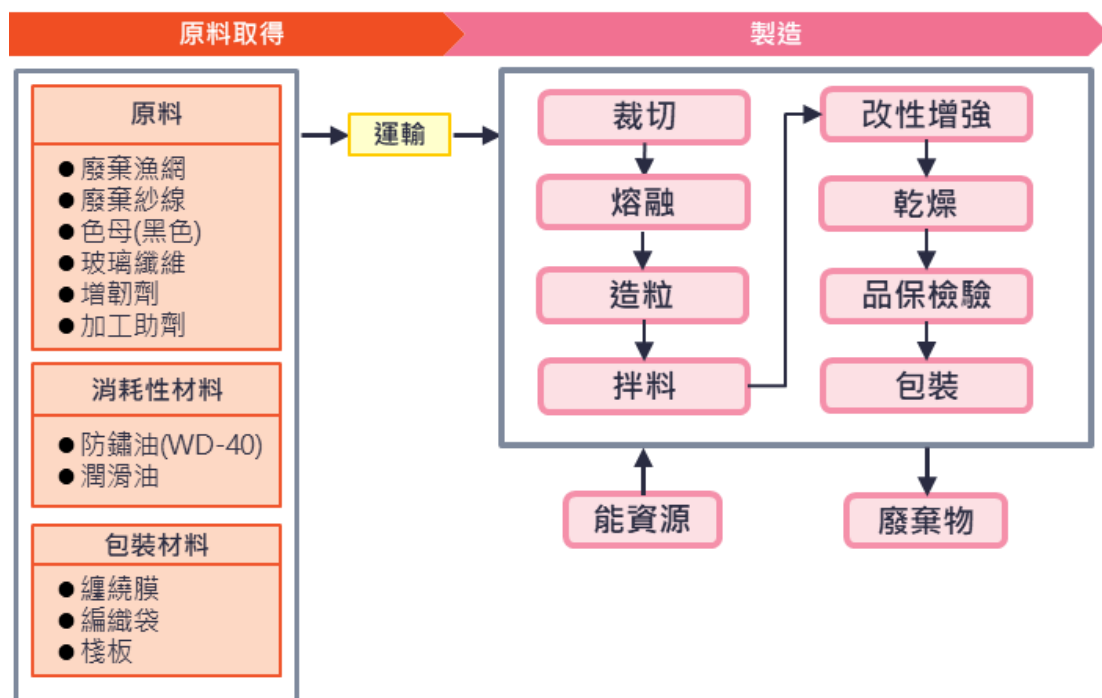 原料取得
製造
原料
●廢棄漁網
●廢棄紗線
●色母(黑色)
●玻璃纖維
●增韌劑
●加工助劑
消耗性材料
●防鏽油(WD-40)
●潤滑油
包裝材料
●纏繞膜
●編織袋
●棧板
運輸
裁切
熔融
造粒
拌料
改性增強
乾燥
品保檢驗
包裝
能資源
廢棄物